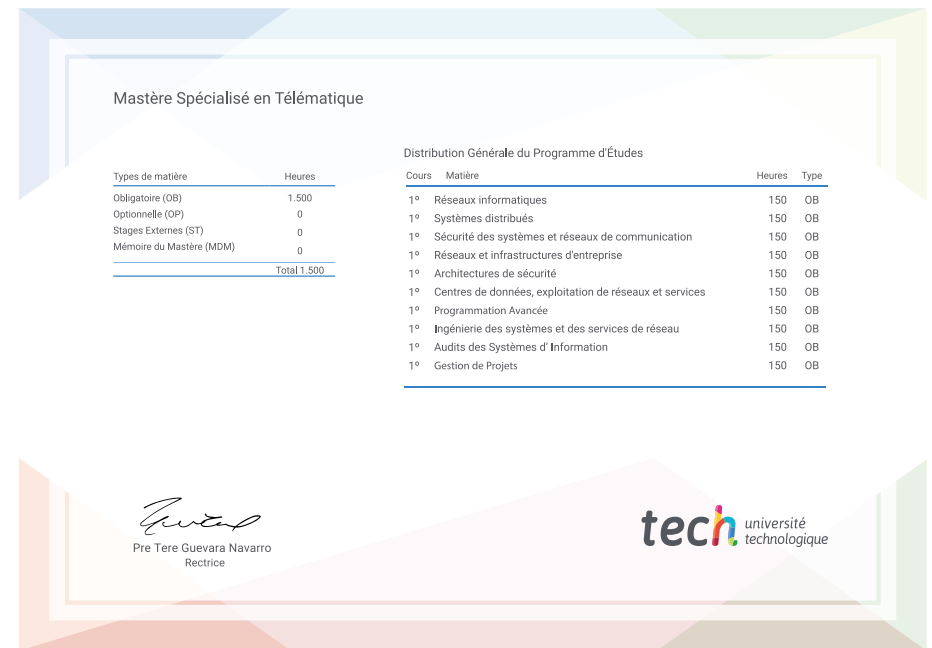 Mastère Spécialisé en Télématique
Types de matière Heures
Obligatoire (OB) 1.500
Optionnelle (OP) 0
Stages Externes (ST) 0
Mémoire du Mastère (MDM) 0
Total 1.500
Distribution Générale du Programme d'Études
Cours Matière Heures Type
1º Réseaux informatiques 150 OB
1º Systèmes distribués 150 OB
1º Sécurité des systèmes et réseaux de communication 150 OB
1º Réseaux et infrastructures d'entreprise 150 OB
1º Architectures de sécurité 150 OB
1º Centres de données, exploitation de réseaux et services 150 OB
1º Programmation Avancée 150 OB
1º Ingénierie des systèmes et des services de réseau 150 OB
1º Audits des Systèmes d' Information 150 OB
1º Gestion de Projets 150 OB
Pre Tere Guevara Navarro
Rectrice
tech université
technologique